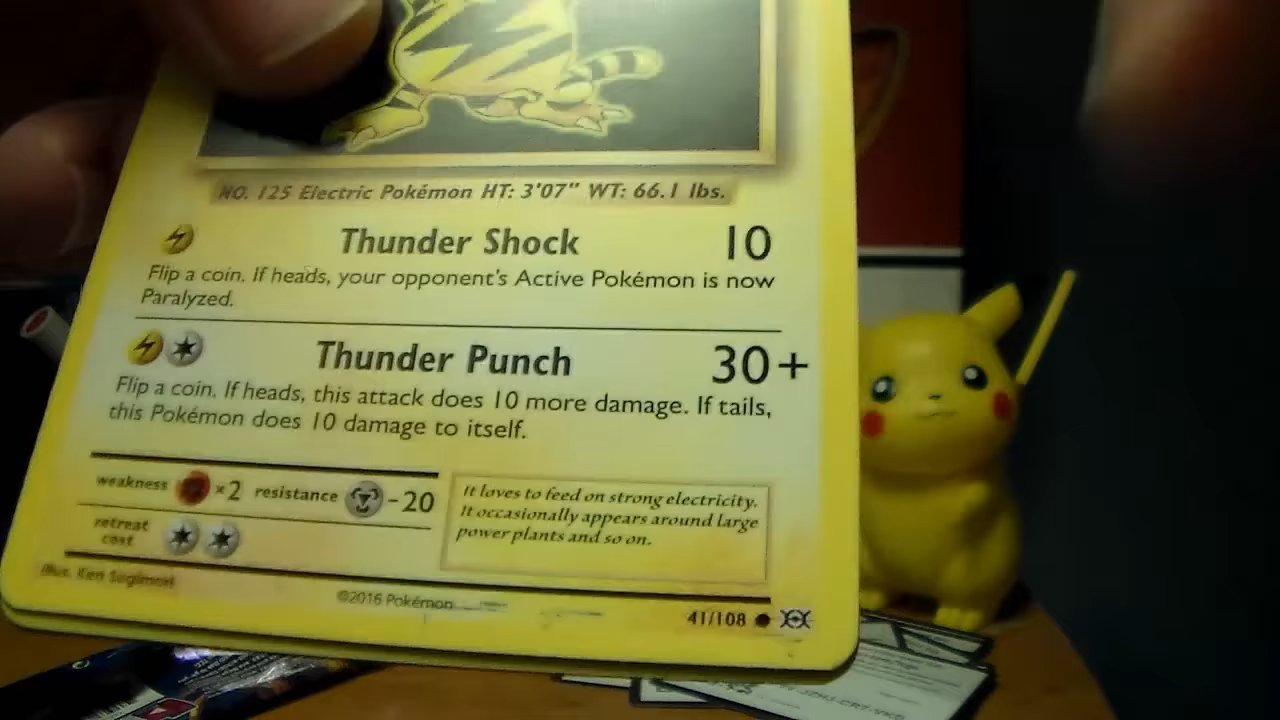 NO. 125 Electric Pokémon HT: 3'07" WT: 66.1 lbs.
Thunder Shock 10
Flip a coin. If heads, your opponent's Active Pokémon is now
Paralyzed.
Thunder Punch 30+
Flip a coin. If heads, this attack does 10 more damage. If tails,
this Pokémon does 10 damage to itself.
weakness ×2 resistance -20
It loves to feed on strong electricity.
It occasionally appears around large
power plants and so on.
retreat
cost
Illus. Ken Sugimori
©2016 Pokémon
41/108